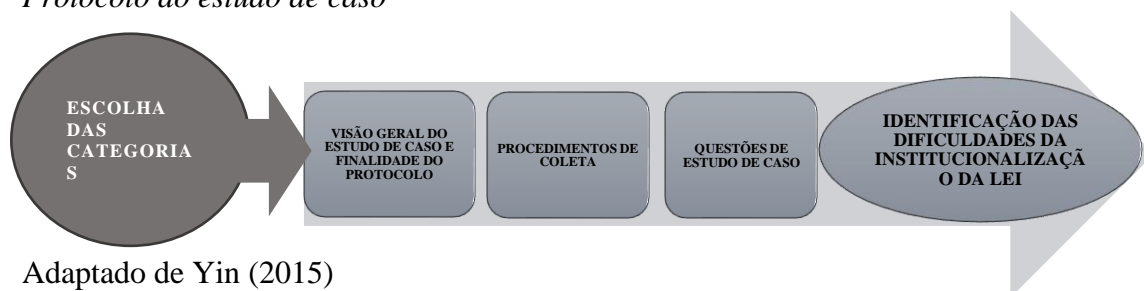 Protocolo do estudo de caso
ESCOLHA
DAS
CATEGORIA
S
VISÃO GERAL DO
ESTUDO DE CASO E
FINALIDADE DO
PROTOCOLO
PROCEDIMENTOS DE
COLETA
QUESTÕES DE
ESTUDO DE CASO
IDENTIFICAÇÃO DAS
DIFICULDADES DA
INSTITUCIONALIZAÇÃ
O DA LEI
Adaptado de Yin (2015)